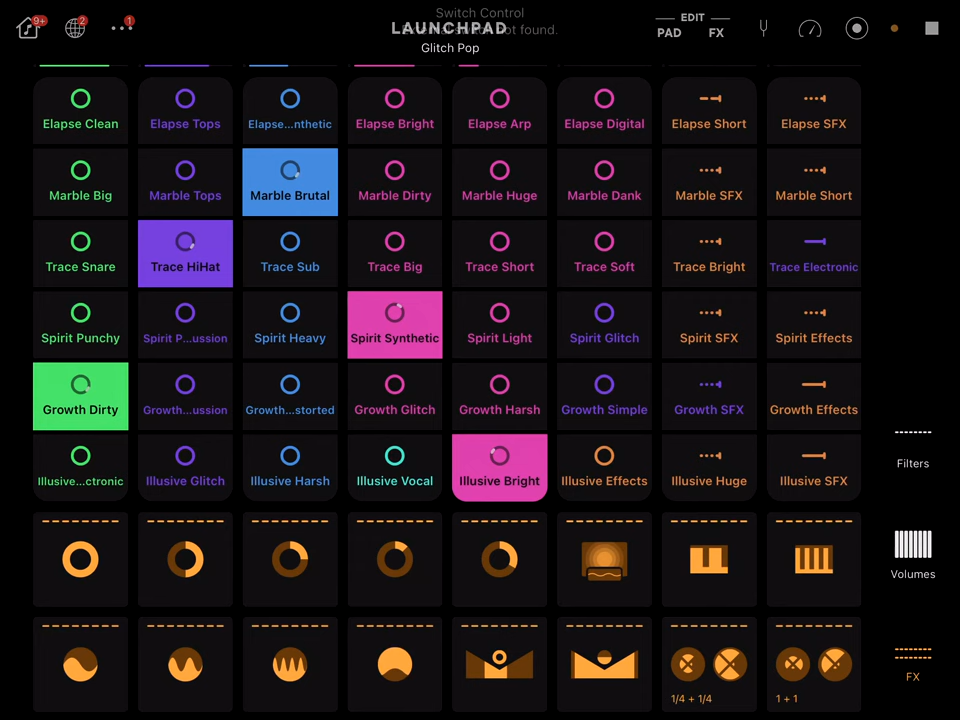 9+
2
1
Switch Control
LAUNCHPAD
not found.
Glitch Pop
EDIT
PAD FX
Elapse Clean Elapse Tops Elapse...nthetic Elapse Bright Elapse Arp Elapse Digital Elapse Short Elapse SFX
Marble Big Marble Tops Marble Brutal Marble Dirty Marble Huge Marble Dank Marble SFX Marble Short
Trace Snare Trace HiHat Trace Sub Trace Big Trace Short Trace Soft Trace Bright Trace Electronic
Spirit Punchy Spirit P...ussion Spirit Heavy Spirit Synthetic Spirit Light Spirit Glitch Spirit SFX Spirit Effects
Growth Dirty Growth...ussion Growth...storted Growth Glitch Growth Harsh Growth Simple Growth SFX Growth Effects
Filters
Illusive...ctronic Illusive Glitch Illusive Harsh Illusive Vocal Illusive Bright Illusive Effects Illusive Huge Illusive SFX
Volumes
FX
1/4 + 1/4 1 + 1